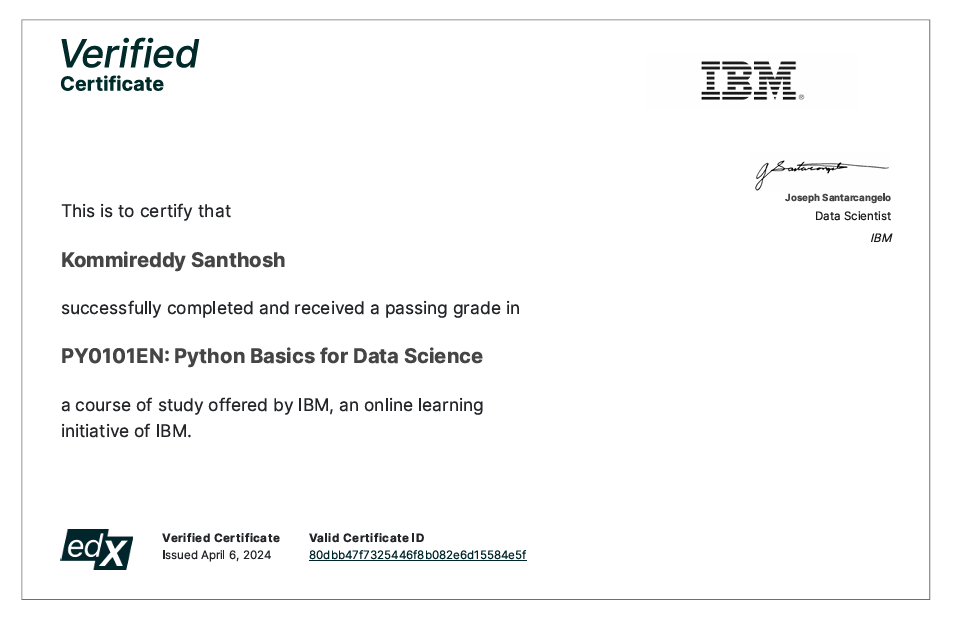 Verified
Certificate
IBM®
J Santarcangelo
Joseph Santarcangelo
Data Scientist
IBM
This is to certify that
Kommireddy Santhosh
successfully completed and received a passing grade in
PY0101EN: Python Basics for Data Science
a course of study offered by IBM, an online learning
initiative of IBM.
edX
Verified Certificate
Issued April 6, 2024
Valid Certificate ID
80dbb47f7325446f8b082e6d15584e5f